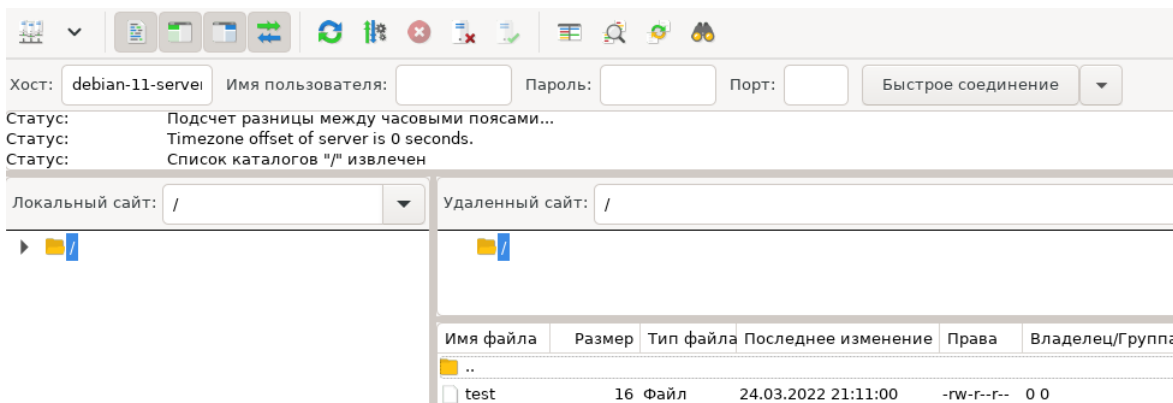 Хост: debian-11-server Имя пользователя: Пароль: Порт: Быстрое соединение
Статус: Подсчет разницы между часовыми поясами...
Статус: Timezone offset of server is 0 seconds.
Статус: Список каталогов "/" извлечен
Локальный сайт: / Удаленный сайт: /
/ /
Имя файла Размер Тип файла Последнее изменение Права Владелец/Группа
..
test 16 Файл 24.03.2022 21:11:00 -rw-r--r-- 0 0